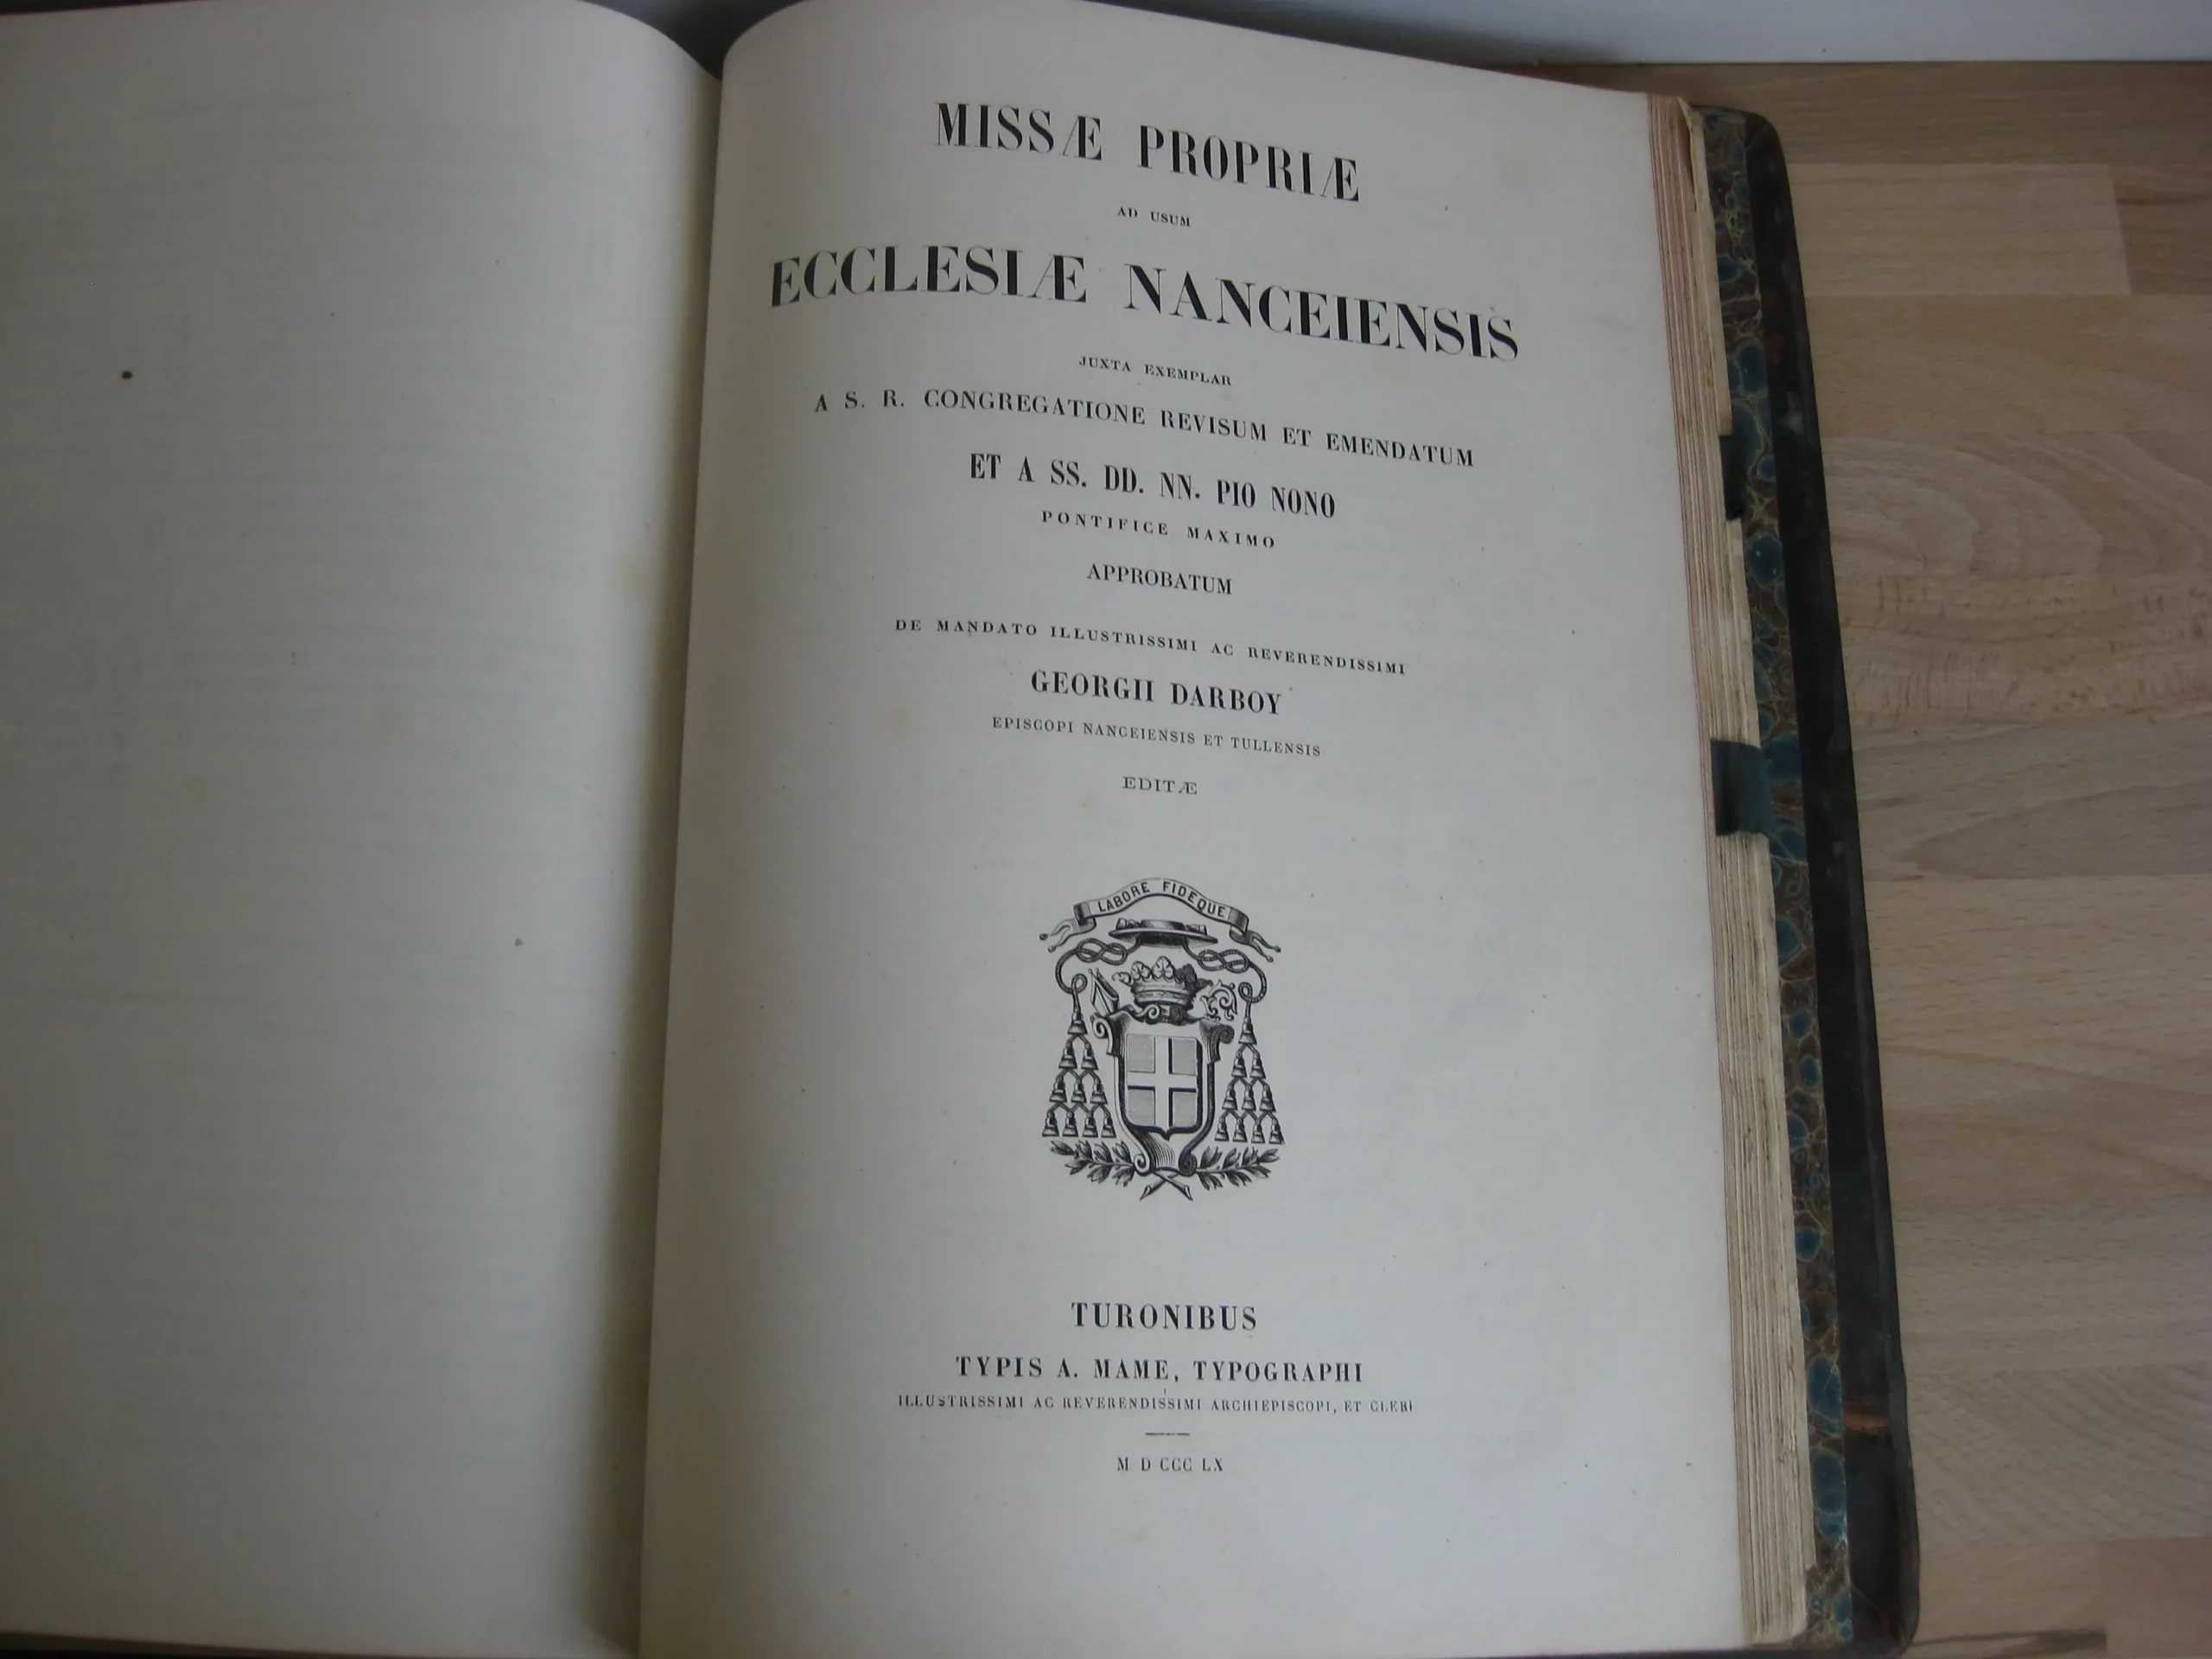 MISSÆ PROPRIÆ
AD USUM
ECCLESIÆ NANCEIENSIS
JUXTA EXEMPLAR
A S. R. CONGREGATIONE REVISUM ET EMENDATUM
ET A SS. DD. NN. PIO NONO
PONTIFICE MAXIMO
APPROBATUM
DE MANDATO ILLUSTRISSIMI AC REVERENDISSIMI
GEORGII DARBOY
EPISCOPI NANCEIENSIS ET TULLENSIS
EDITÆ
LABORE FIDEQUE
TURONIBUS
TYPIS A. MAME, TYPOGRAPHI
ILLUSTRISSIMI AC REVERENDISSIMI ARCHIEPISCOPI, ET CLERI
M D CCC LX